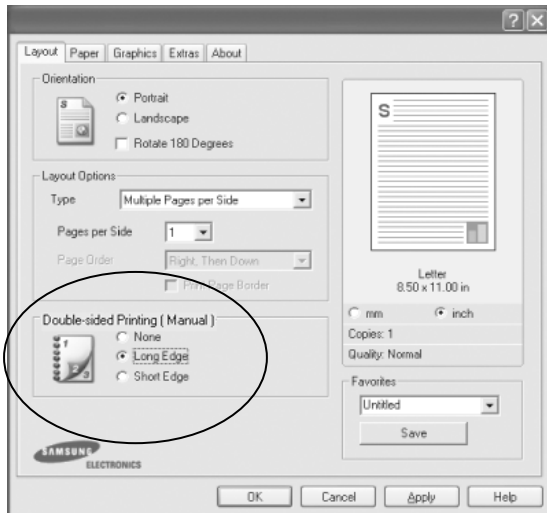 Layout Paper Graphics Extras About
Orientation
Portrait
Landscape
Rotate 180 Degrees
Layout Options
Type Multiple Pages per Side
Pages per Side 1
Page Order Right, Then Down
Print Page Border
Double-sided Printing ( Manual )
None
Long Edge
Short Edge
SAMSUNG
ELECTRONICS
S
Letter
8.50 x 11.00 in
mm inch
Copies: 1
Quality: Normal
Favorites
Untitled
Save
OK Cancel Apply Help